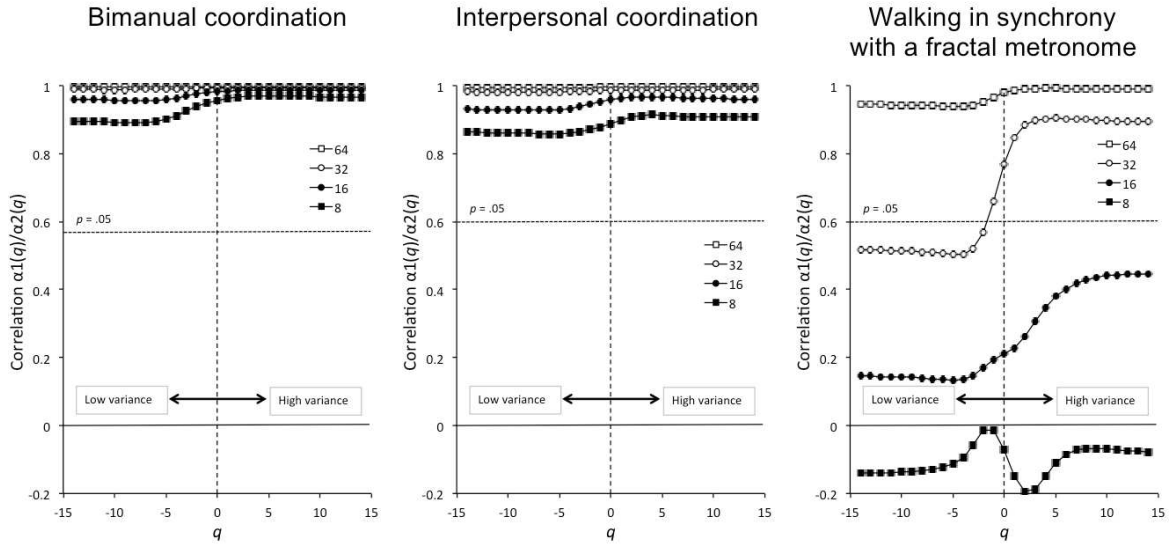 Bimanual coordination
Interpersonal coordination
Walking in synchrony
with a fractal metronome
Correlation α1(q)/α2(q)
1
0.8
0.6
0.4
0.2
0
-0.2
64
32
16
8
p = .05
Low variance
High variance
-15
-10
-5
0
5
10
15
q
Correlation α1(q)/α2(q)
1
0.8
0.6
0.4
0.2
0
-0.2
p = .05
64
32
16
8
Low variance
High variance
-15
-10
-5
0
5
10
15
q
Correlation α1(q)/α2(q)
1
0.8
0.6
0.4
0.2
0
-0.2
64
32
16
8
p = .05
Low variance
High variance
-15
-10
-5
0
5
10
15
q